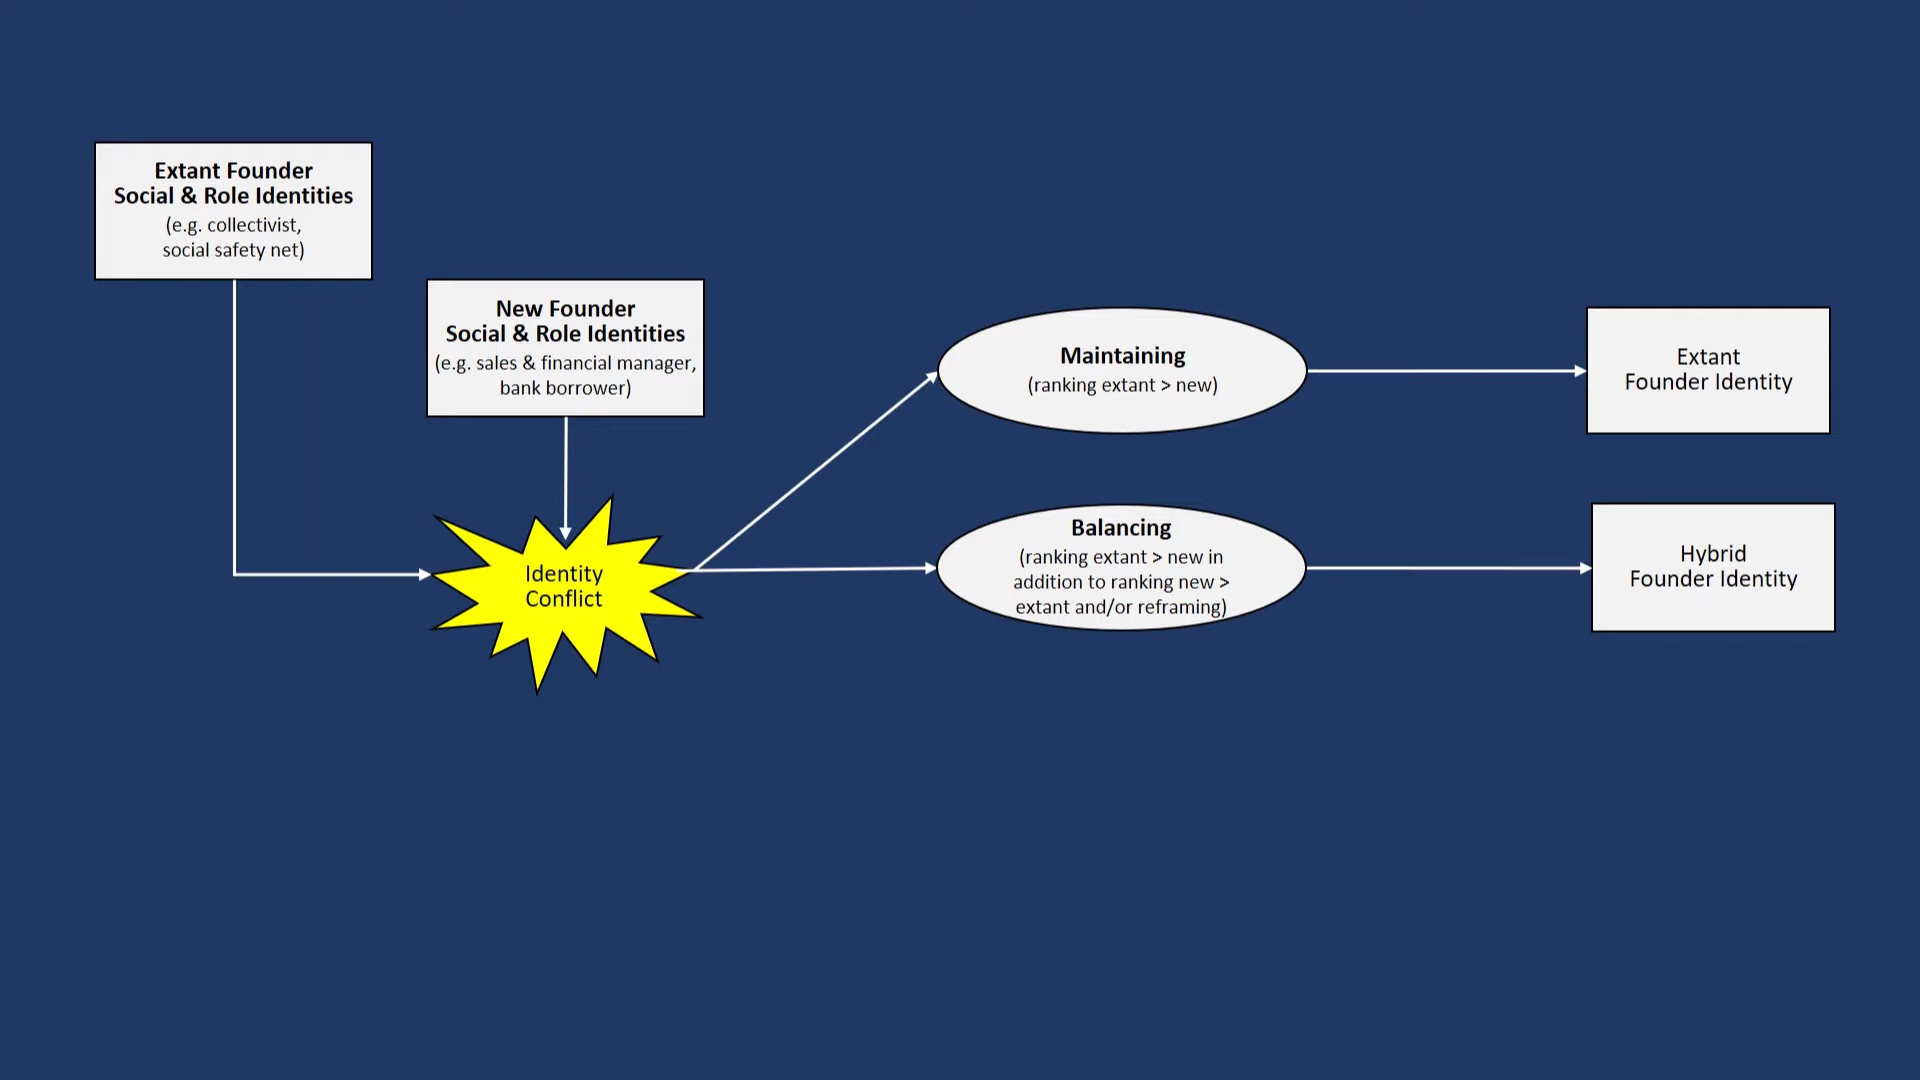 Extant Founder
Social & Role Identities
(e.g. collectivist,
social safety net)
New Founder
Social & Role Identities
(e.g. sales & financial manager,
bank borrower)
Identity
Conflict
Maintaining
(ranking extant > new)
Extant
Founder Identity
Balancing
(ranking extant > new in
addition to ranking new >
extant and/or reframing)
Hybrid
Founder Identity